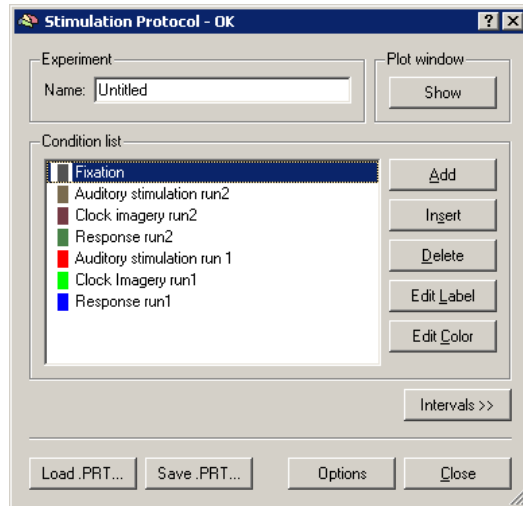 Stimulation Protocol - OK
Experiment
Name: Untitled
Plot window
Show
Condition list
Fixation
Auditory stimulation run2
Clock imagery run2
Response run2
Auditory stimulation run 1
Clock Imagery run1
Response run1
Add
Insert
Delete
Edit Label
Edit Color
Intervals >>
Load .PRT...
Save .PRT...
Options
Close